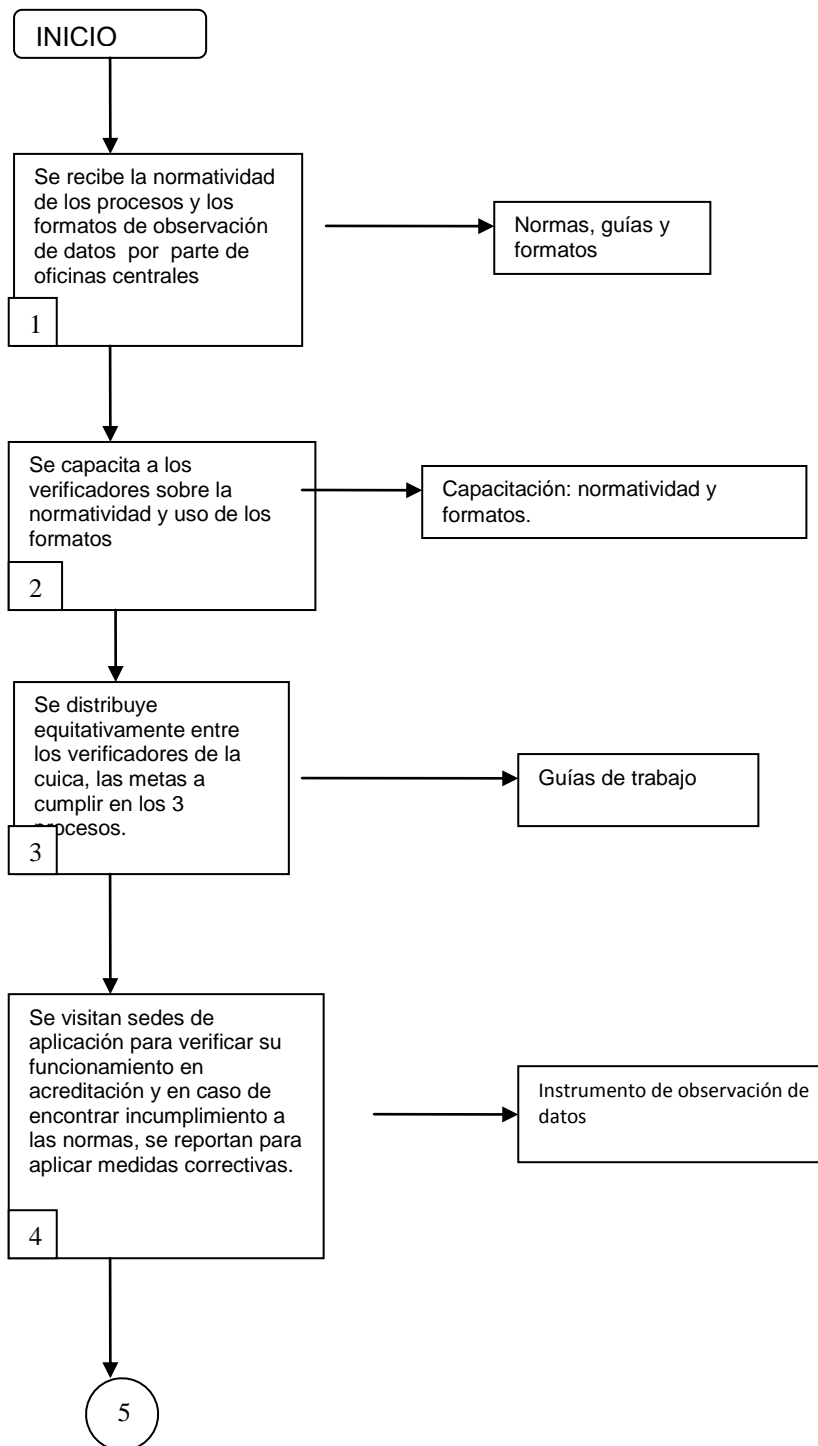 INICIO
Se recibe la normatividad
de los procesos y los
formatos de observación
de datos por parte de
oficinas centrales
1
Normas, guías y
formatos
Se capacita a los
verificadores sobre la
normatividad y uso de los
formatos
2
Capacitación: normatividad y
formatos.
Se distribuye
equitativamente entre
los verificadores de la
cuica, las metas a
cumplir en los 3
procesos.
3
Guías de trabajo
Se visitan sedes de
aplicación para verificar su
funcionamiento en
acreditación y en caso de
encontrar incumplimiento a
las normas, se reportan para
aplicar medidas correctivas.
4
Instrumento de observación de
datos
5